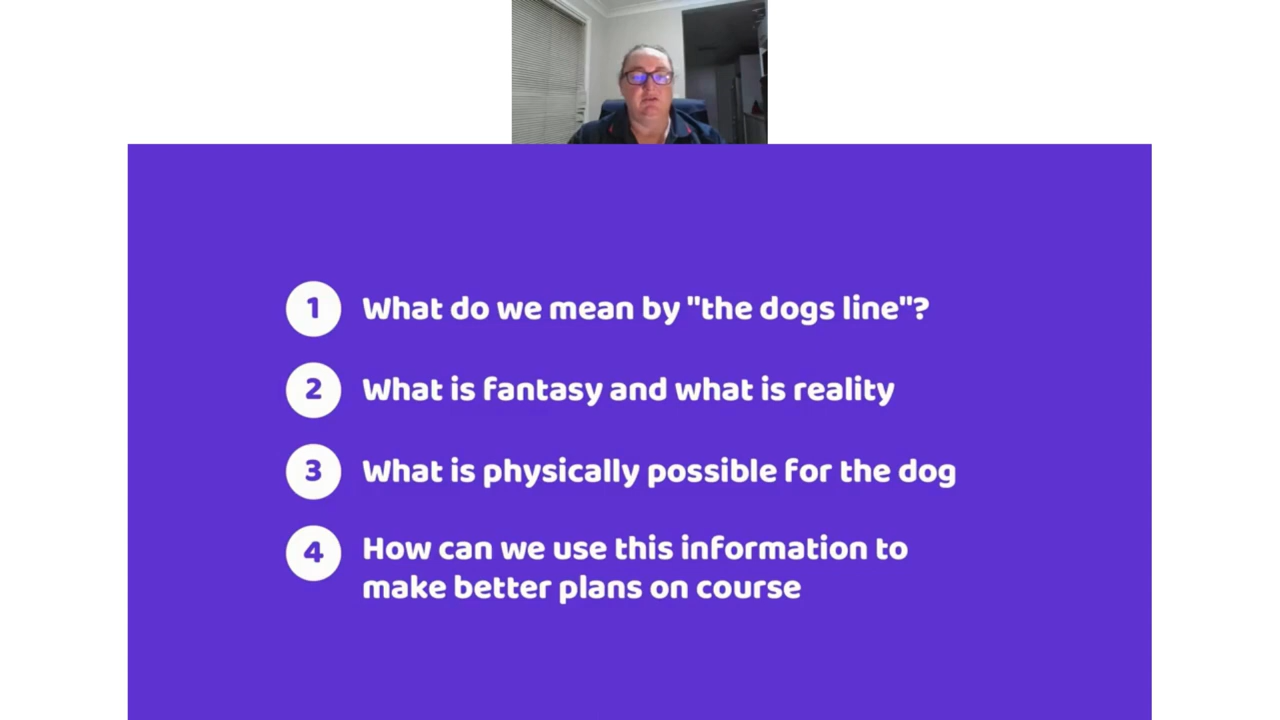 1 What do we mean by "the dogs line"?
2 What is fantasy and what is reality
3 What is physically possible for the dog
4 How can we use this information to
make better plans on course